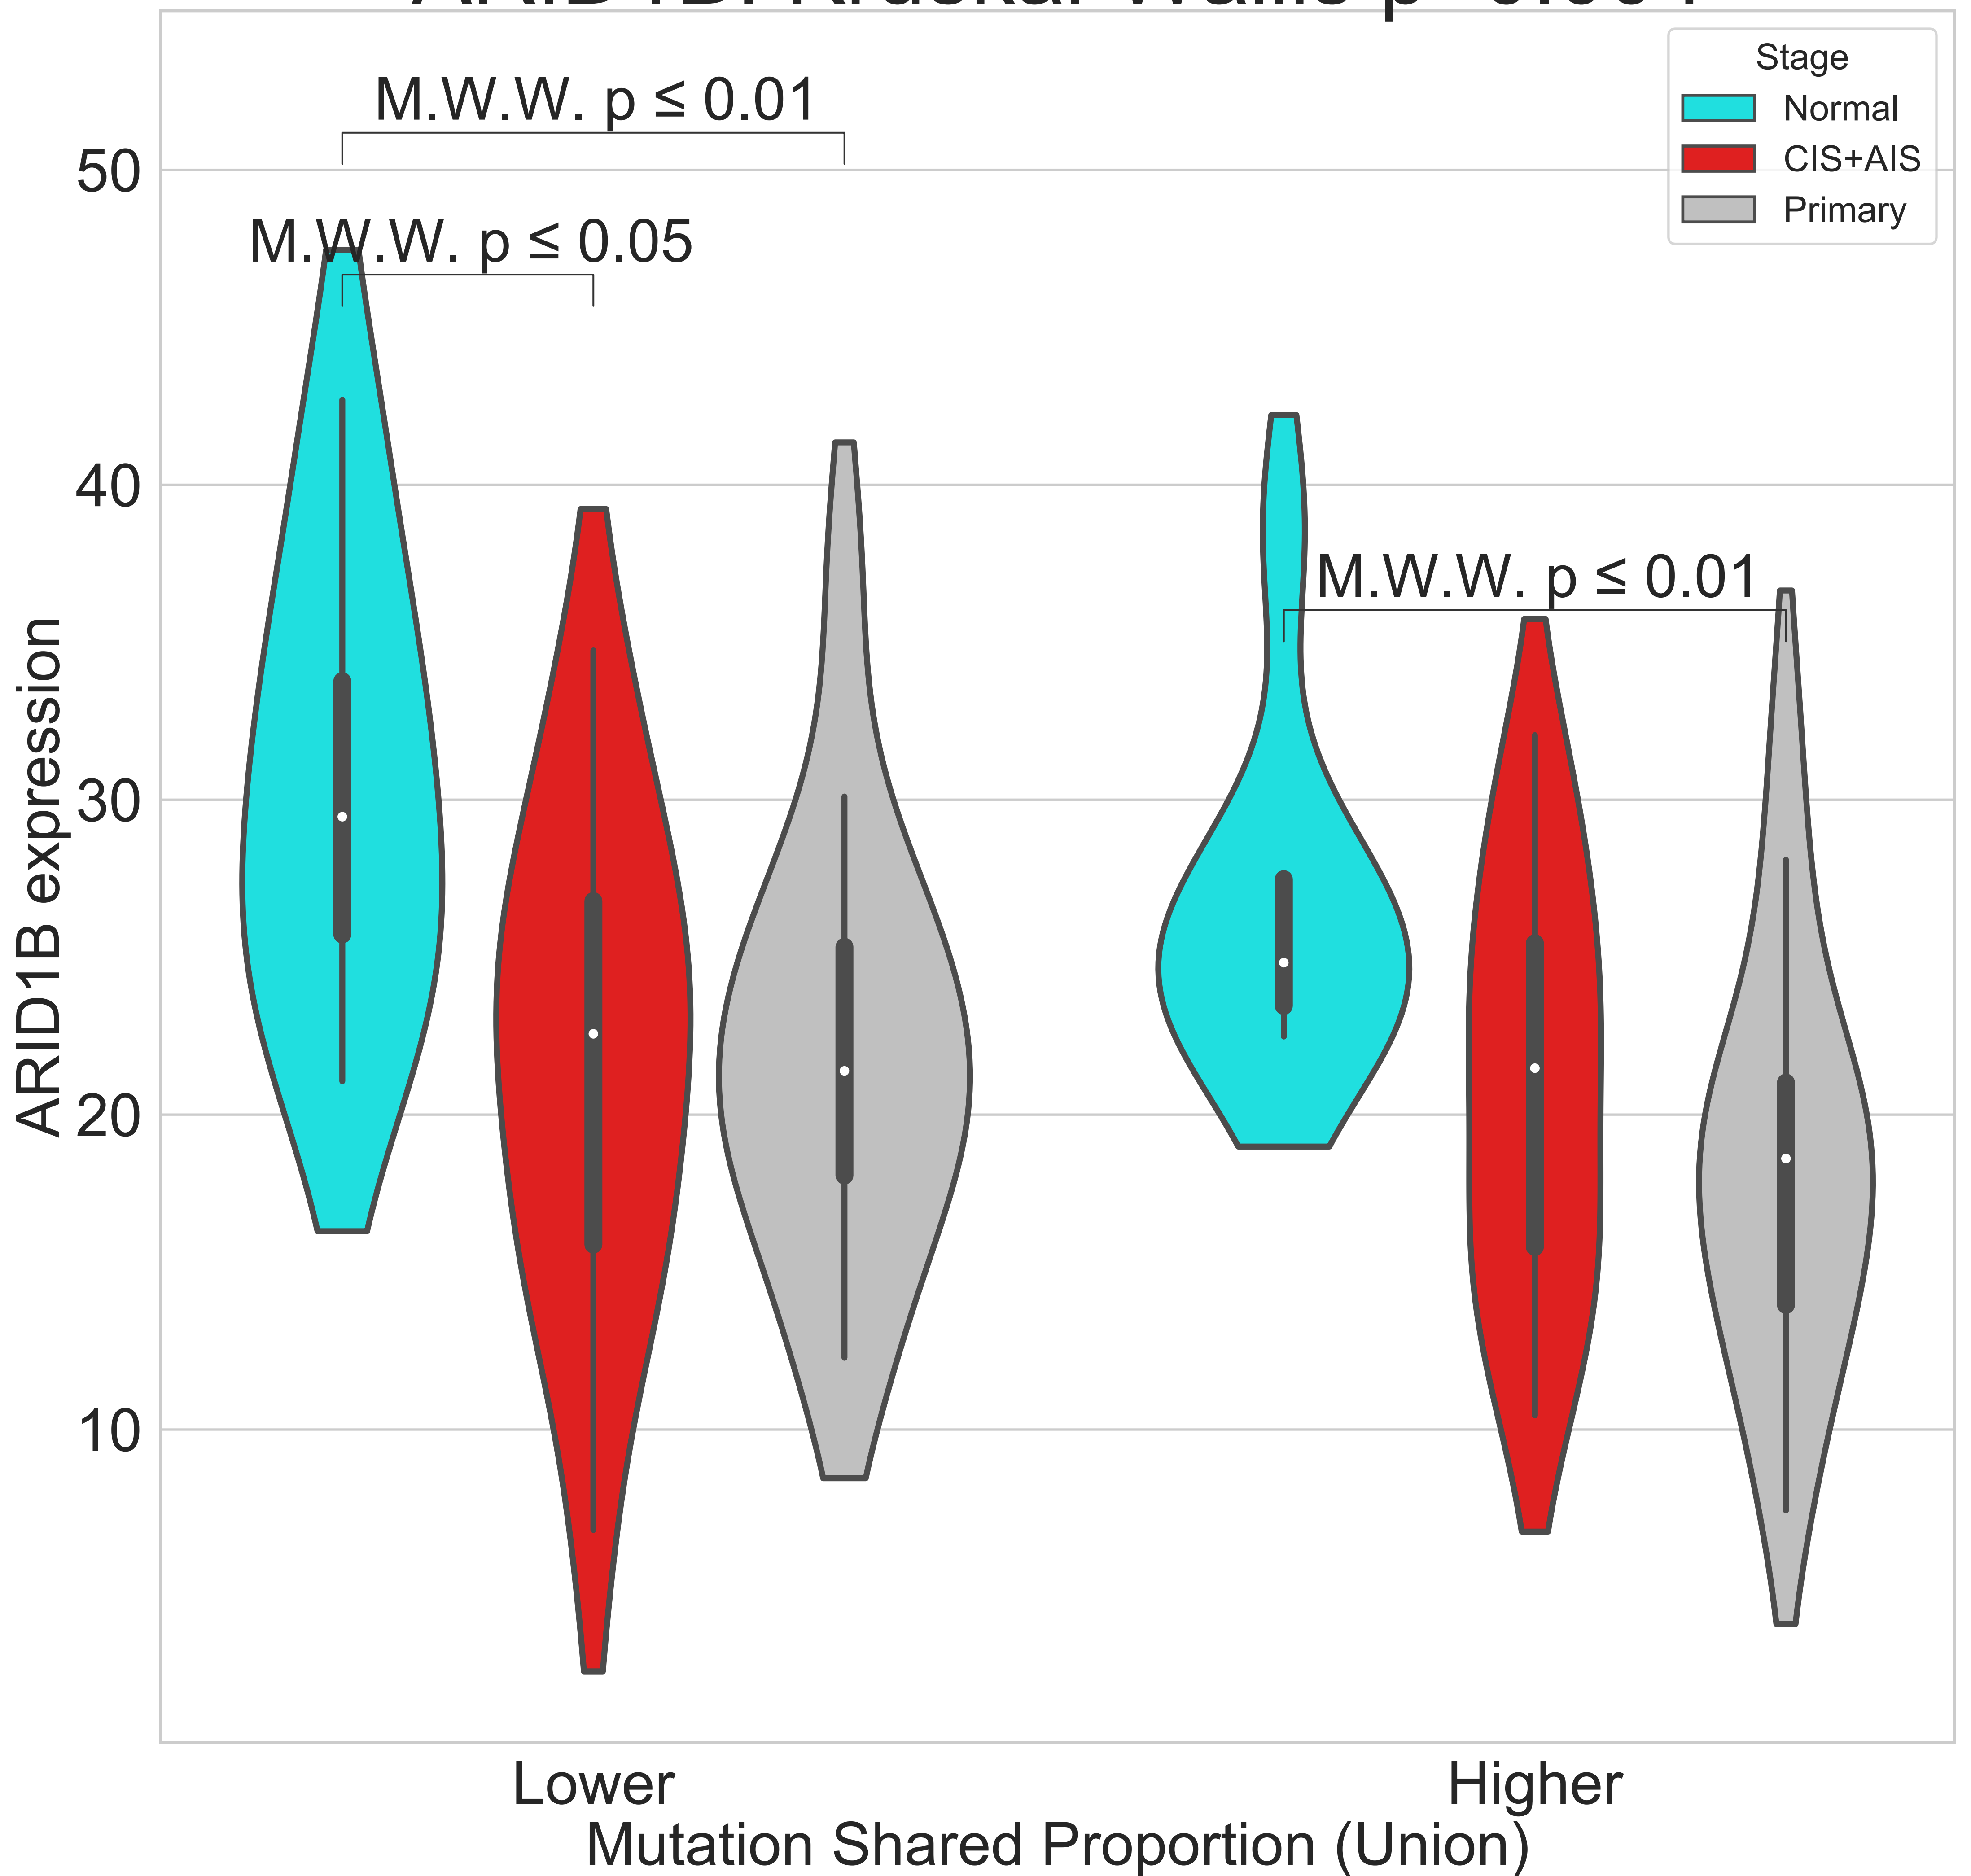 M.W.W. p ≤ 0.01
M.W.W. p ≤ 0.05
M.W.W. p ≤ 0.01
Stage
Normal
CIS+AIS
Primary
50
40
30
20
10
ARID1B expression
Lower
Higher
Mutation Shared Proportion (Union)